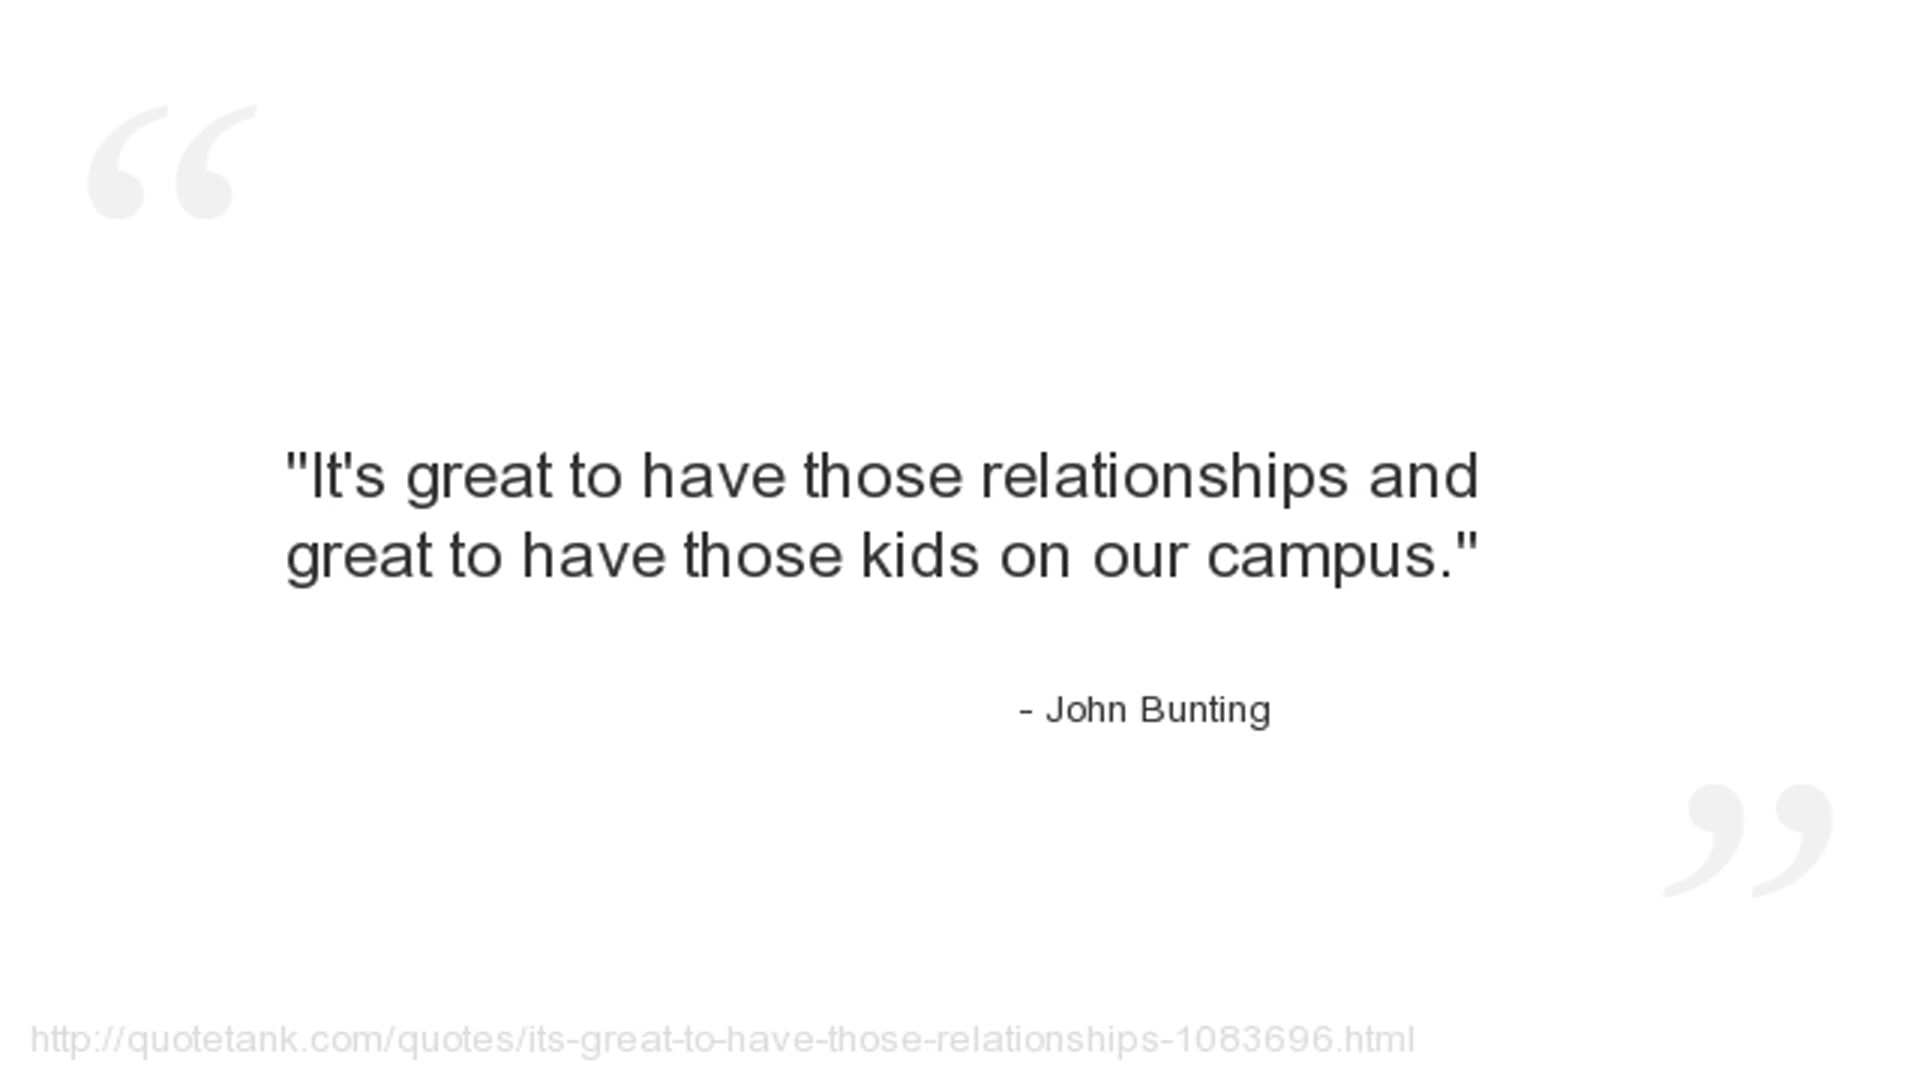 "It's great to have those relationships and
great to have those kids on our campus."
- John Bunting
http://quotetank.com/quotes/its-great-to-have-those-relationships-1083696.html